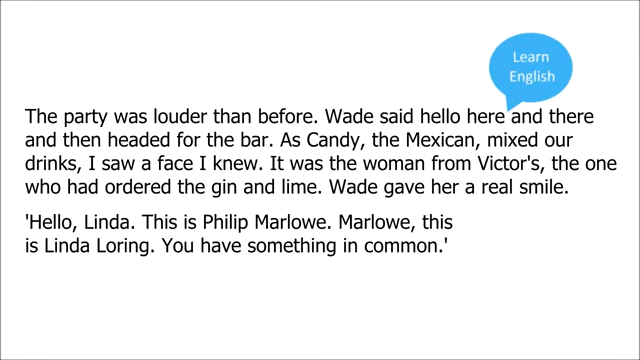 Learn
English
The party was louder than before. Wade said hello here and there
and then headed for the bar. As Candy, the Mexican, mixed our
drinks, I saw a face I knew. It was the woman from Victor's, the one
who had ordered the gin and lime. Wade gave her a real smile.
'Hello, Linda. This is Philip Marlowe. Marlowe, this
is Linda Loring. You have something in common.'